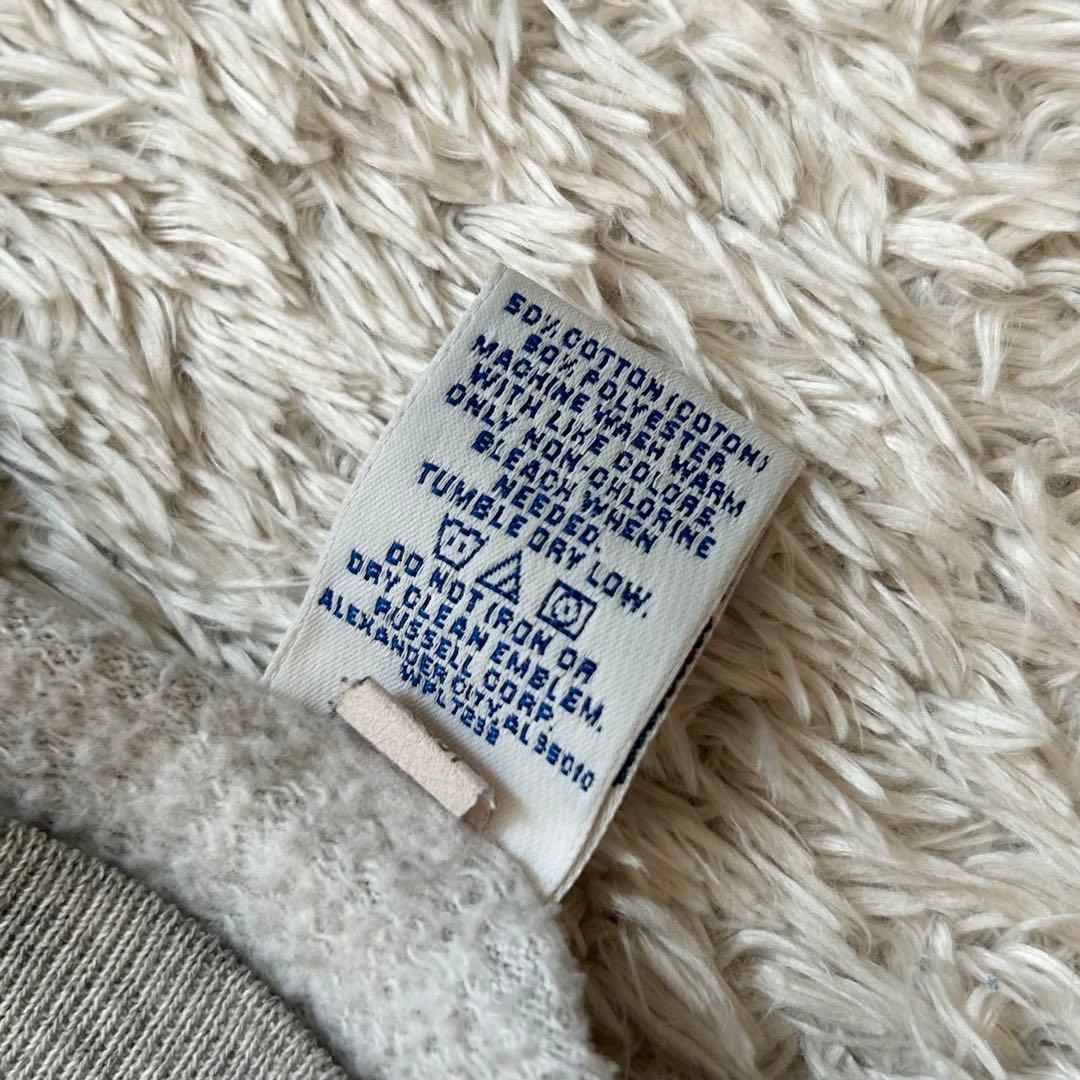 50% COTTON (COTON)
50% POLYESTER
MACHINE WASH WARM
WITH LIKE COLORS.
ONLY NON-CHLORINE
BLEACH WHEN
NEEDED.
TUMBLE DRY LOW.
DO NOT IRON OR
DRY CLEAN EMBLEM.
RUSSELL CORP.
ALEXANDER CITY, AL 35010
WPL 7232